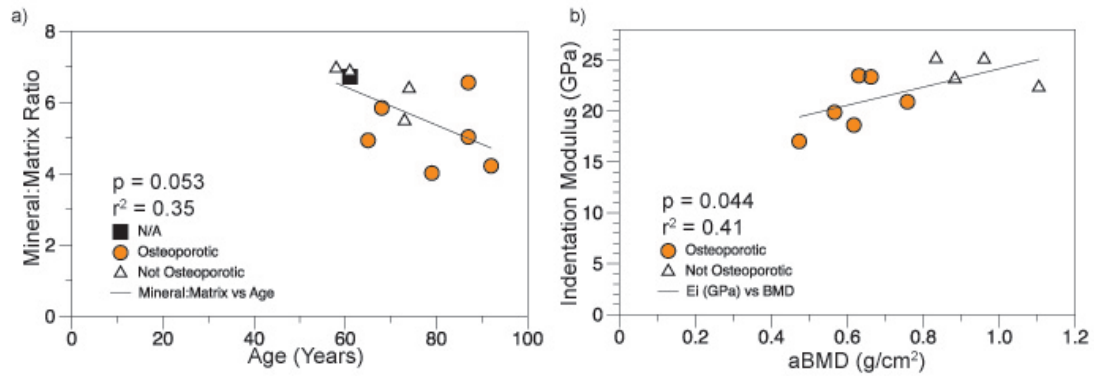 a)
8
6
4
2
0
Mineral:Matrix Ratio
p = 0.053
r² = 0.35
N/A
Osteoporotic
Not Osteoporotic
Mineral:Matrix vs Age
0 20 40 60 80 100
Age (Years)
b)
25
20
15
10
5
0
Indentation Modulus (GPa)
p = 0.044
r² = 0.41
Osteoporotic
Not Osteoporotic
Ei (GPa) vs BMD
0 0.2 0.4 0.6 0.8 1.0 1.2
aBMD (g/cm²)